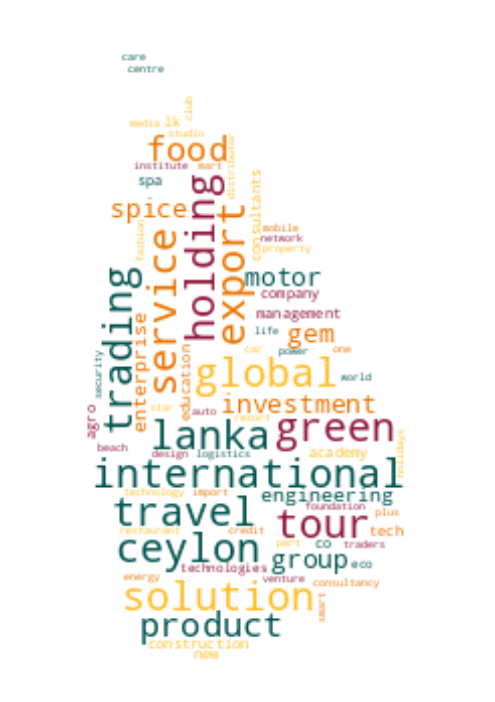 care
centre
club
media lk
studio
food
distributor
institute mart
spa
holding
consultants
spice
export
service
fashion
mobile
network
property
trading
motor
company
enterprise
management
life
gem
education
car power one
security
global
world
investment
agro
star auto
resort
lanka
green
holidays
beach
design logistics
academy
international
technology import
engineering
travel
foundation
tour
plus
restaurant
credit
tech
ceylon
part
co
traders
group
eco
technologies
energy
venture
consultancy
solution
smart
product
construction
new